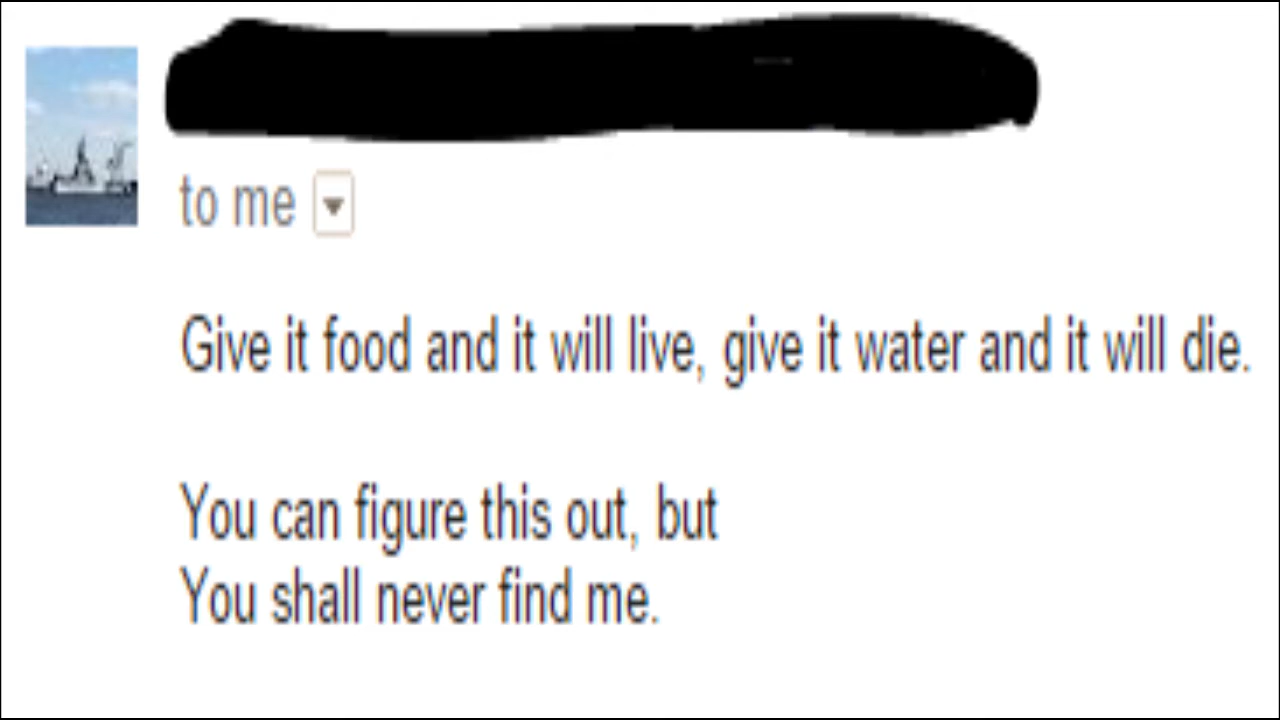 to me
Give it food and it will live, give it water and it will die.
You can figure this out, but
You shall never find me.